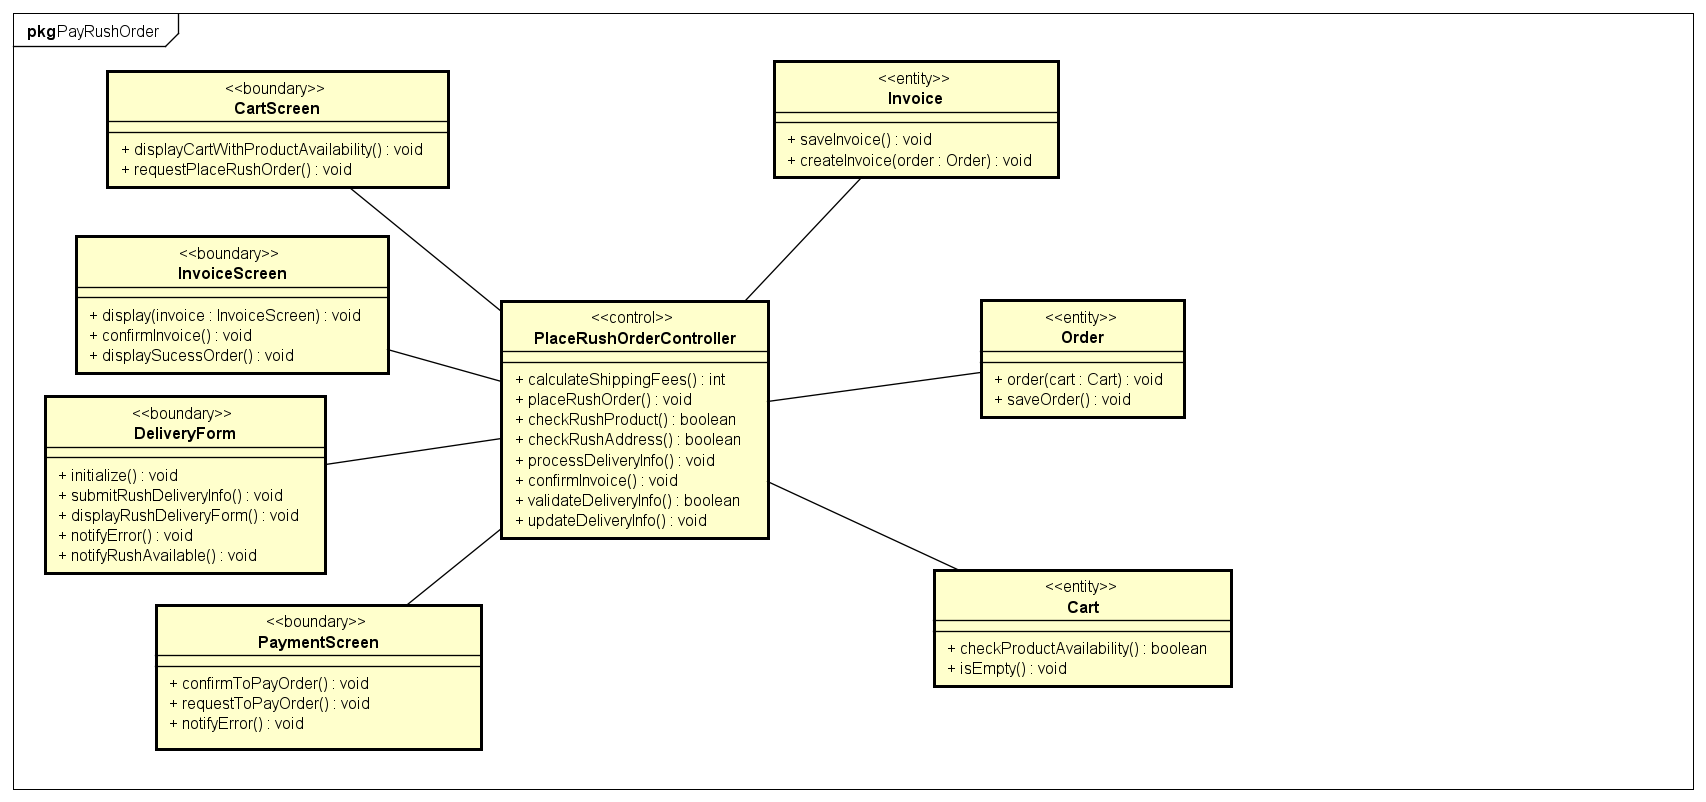 pkg PayRushOrder
<<boundary>>
CartScreen
+ displayCartWithProductAvailability() : void
+ requestPlaceRushOrder() : void
<<entity>>
Invoice
+ saveInvoice() : void
+ createInvoice(order : Order) : void
<<boundary>>
InvoiceScreen
+ display(invoice : InvoiceScreen) : void
+ confirmInvoice() : void
+ displaySucessOrder() : void
<<control>>
PlaceRushOrderController
+ calculateShippingFees() : int
+ placeRushOrder() : void
+ checkRushProduct() : boolean
+ checkRushAddress() : boolean
+ processDeliveryInfo() : void
+ confirmInvoice() : void
+ validateDeliveryInfo() : boolean
+ updateDeliveryInfo() : void
<<entity>>
Order
+ order(cart : Cart) : void
+ saveOrder() : void
<<boundary>>
DeliveryForm
+ initialize() : void
+ submitRushDeliveryInfo() : void
+ displayRushDeliveryForm() : void
+ notifyError() : void
+ notifyRushAvailable() : void
<<boundary>>
PaymentScreen
+ confirmToPayOrder() : void
+ requestToPayOrder() : void
+ notifyError() : void
<<entity>>
Cart
+ checkProductAvailability() : boolean
+ isEmpty() : void